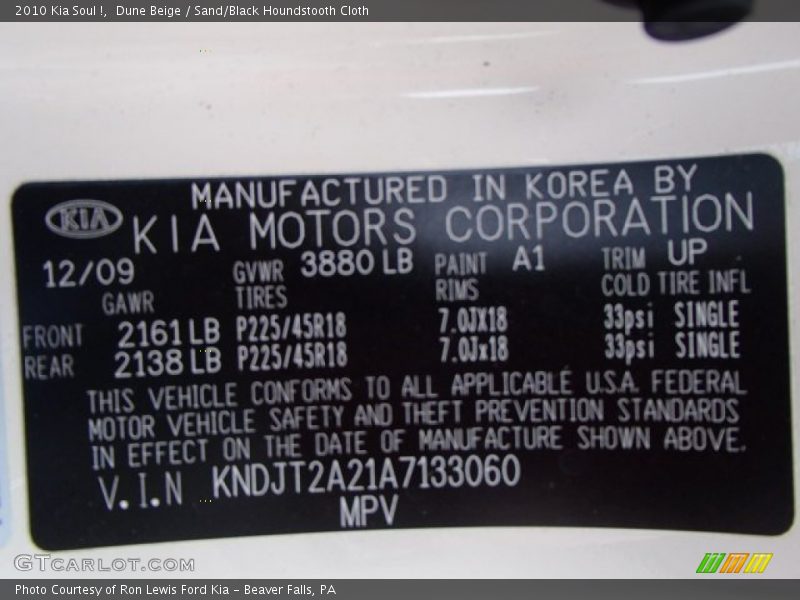 2010 Kia Soul !, Dune Beige / Sand/Black Houndstooth Cloth
MANUFACTURED IN KOREA BY
KIA KIA MOTORS CORPORATION
12/09 GVWR 3880 LB PAINT A1 TRIM UP
GAWR TIRES RIMS COLD TIRE INFL
FRONT 2161 LB P225/45R18 7.0JX18 33psi SINGLE
REAR 2138 LB P225/45R18 7.0Jx18 33psi SINGLE
THIS VEHICLE CONFORMS TO ALL APPLICABLE U.S.A. FEDERAL
MOTOR VEHICLE SAFETY AND THEFT PREVENTION STANDARDS
IN EFFECT ON THE DATE OF MANUFACTURE SHOWN ABOVE.
V.I.N KNDJT2A21A7133060
MPV
GTCARLOT.COM
Photo Courtesy of Ron Lewis Ford Kia - Beaver Falls, PA